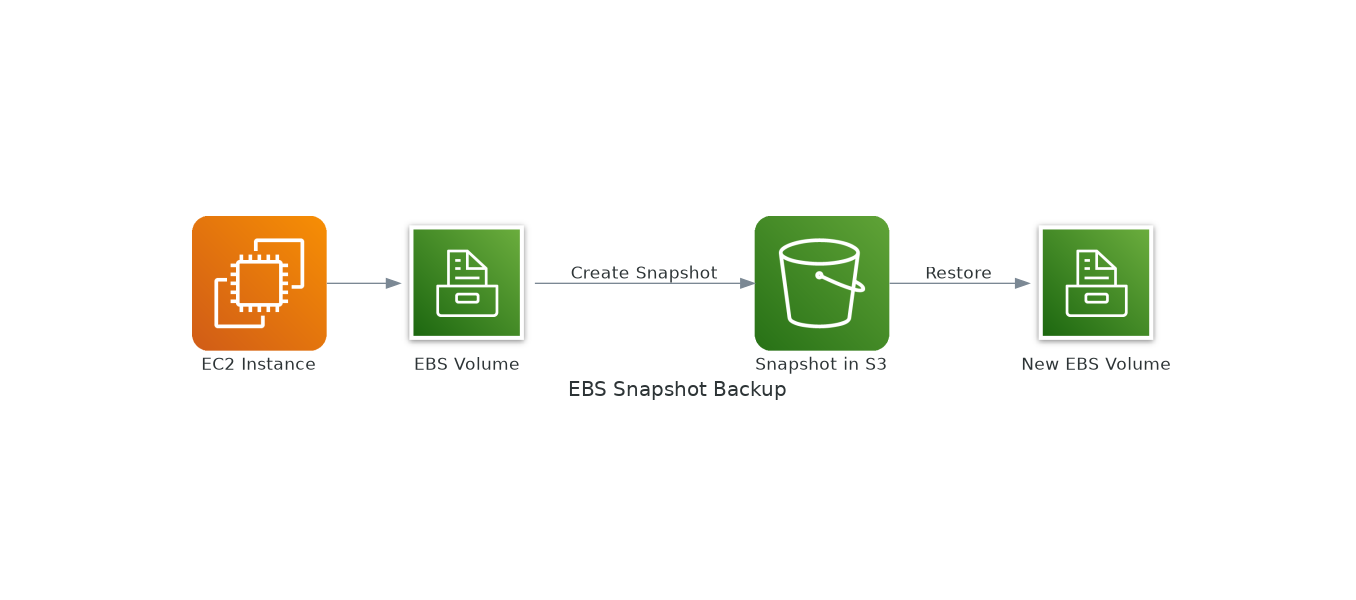 Create Snapshot
Restore
EC2 Instance
EBS Volume
Snapshot in S3
New EBS Volume
EBS Snapshot Backup